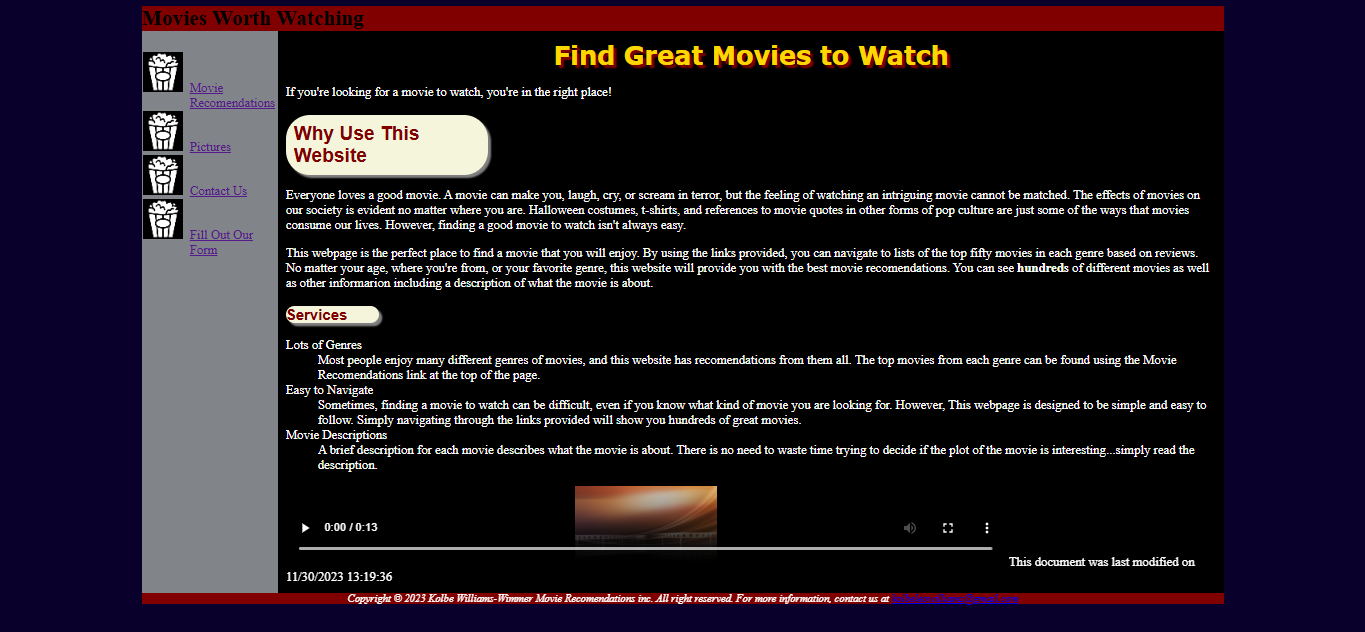 Movies Worth Watching
Find Great Movies to Watch
Movie
Recomendations
Pictures
Contact Us
Fill Out Our
Form
If you're looking for a movie to watch, you're in the right place!
Why Use This
Website
Everyone loves a good movie. A movie can make you, laugh, cry, or scream in terror, but the feeling of watching an intriguing movie cannot be matched. The effects of movies on
our society is evident no matter where you are. Halloween costumes, t-shirts, and references to movie quotes in other forms of pop culture are just some of the ways that movies
consume our lives. However, finding a good movie to watch isn't always easy.
This webpage is the perfect place to find a movie that you will enjoy. By using the links provided, you can navigate to lists of the top fifty movies in each genre based on reviews.
No matter your age, where you're from, or your favorite genre, this website will provide you with the best movie recomendations. You can see hundreds of different movies as well
as other informarion including a description of what the movie is about.
Services
Lots of Genres
Most people enjoy many different genres of movies, and this website has recomendations from them all. The top movies from each genre can be found using the Movie
Recomendations link at the top of the page.
Easy to Navigate
Sometimes, finding a movie to watch can be difficult, even if you know what kind of movie you are looking for. However, This webpage is designed to be simple and easy to
follow. Simply navigating through the links provided will show you hundreds of great movies.
Movie Descriptions
A brief description for each movie describes what the movie is about. There is no need to waste time trying to decide if the plot of the movie is interesting...simply read the
description.
0:00 / 0:13
This document was last modified on
11/30/2023 13:19:36
Copyright © 2023 Kolbe Williams-Wimmer Movie Recomendations inc. All right reserved. For more information, contact us at